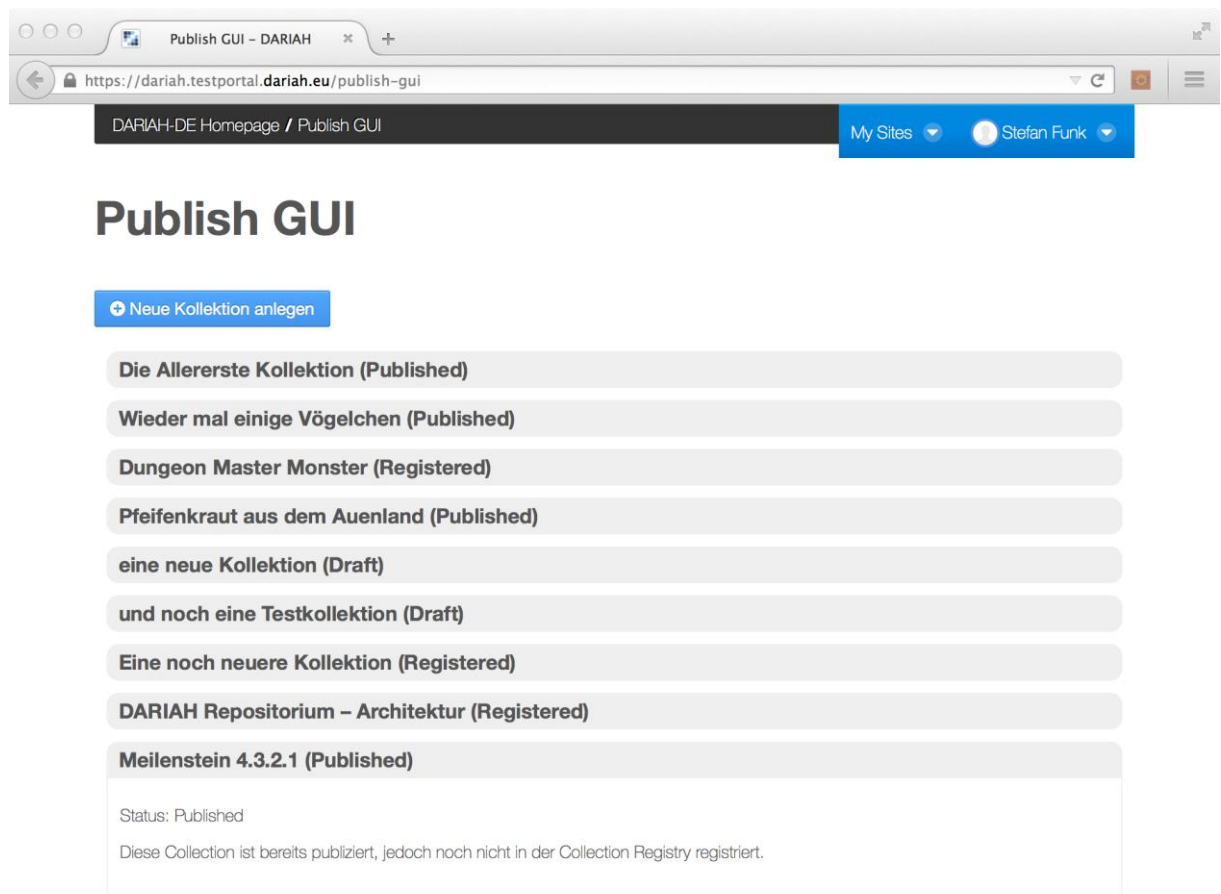 Publish GUI – DARIAH
https://dariah.testportal.dariah.eu/publish-gui
DARIAH-DE Homepage / Publish GUI
My Sites
Stefan Funk
Publish GUI
Neue Kollektion anlegen
Die Allererste Kollektion (Published)
Wieder mal einige Vögelchen (Published)
Dungeon Master Monster (Registered)
Pfeifenkraut aus dem Auenland (Published)
eine neue Kollektion (Draft)
und noch eine Testkollektion (Draft)
Eine noch neuere Kollektion (Registered)
DARIAH Repositorium – Architektur (Registered)
Meilenstein 4.3.2.1 (Published)
Status: Published
Diese Collection ist bereits publiziert, jedoch noch nicht in der Collection Registry registriert.